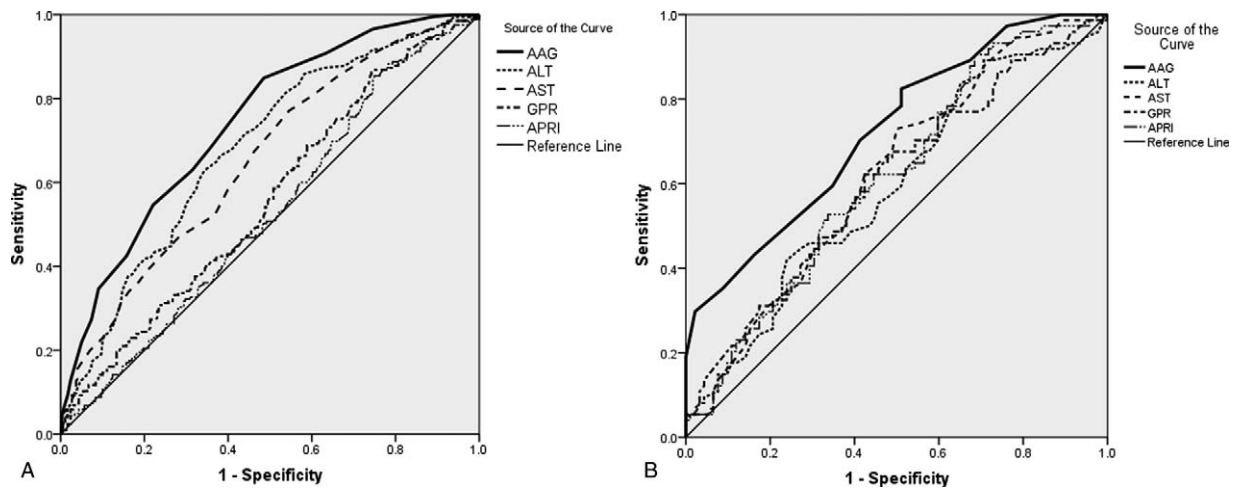 Source of the Curve
AAG
ALT
AST
GPR
APRI
Reference Line
1.0
0.8
0.6
0.4
0.2
0.0
Sensitivity
0.0 0.2 0.4 0.6 0.8 1.0
1 - Specificity
A
Source of the
Curve
AAG
ALT
AST
GPR
APRI
Reference Line
1.0
0.8
0.6
0.4
0.2
0.0
Sensitivity
0.0 0.2 0.4 0.6 0.8 1.0
1 - Specificity
B